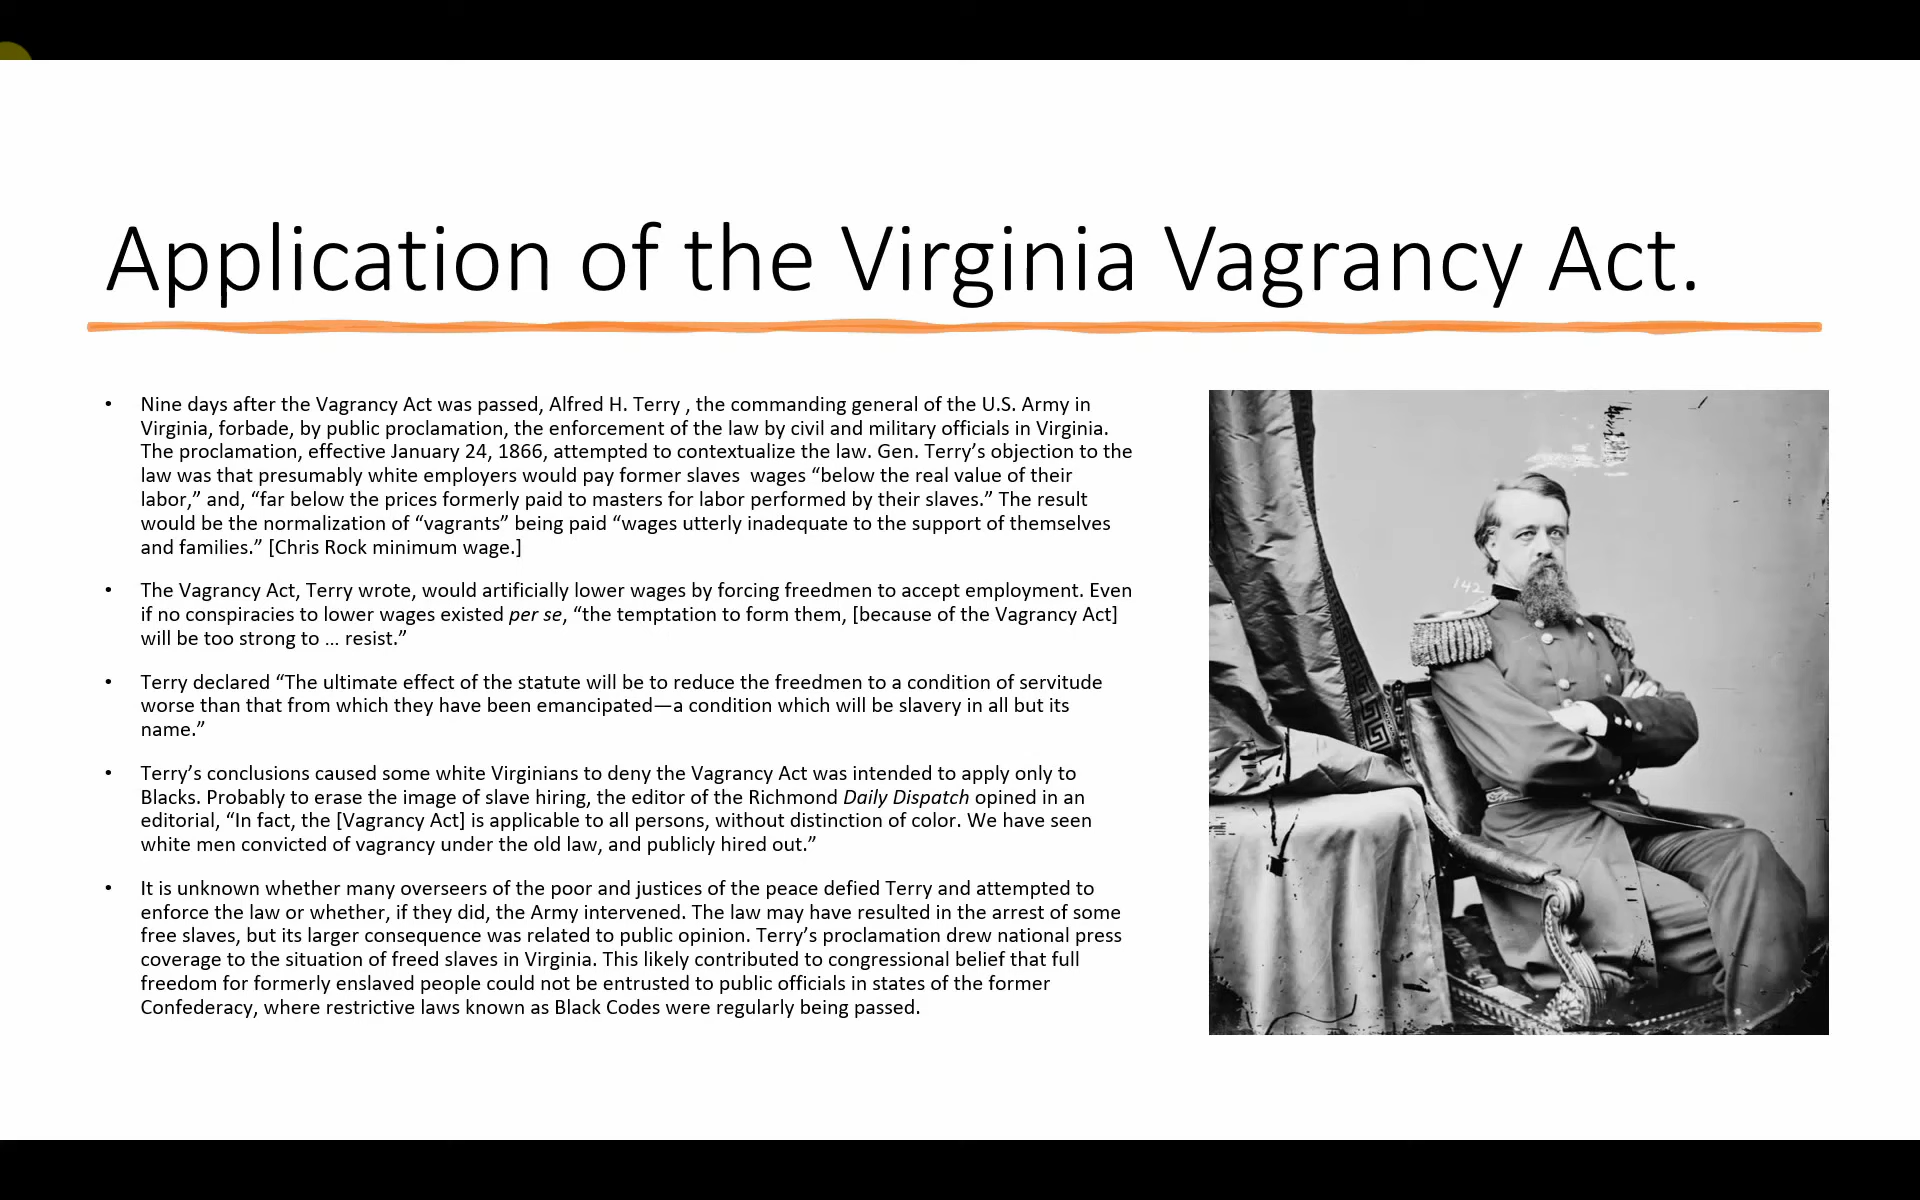 Application of the Virginia Vagrancy Act.
• Nine days after the Vagrancy Act was passed, Alfred H. Terry , the commanding general of the U.S. Army in
Virginia, forbade, by public proclamation, the enforcement of the law by civil and military officials in Virginia.
The proclamation, effective January 24, 1866, attempted to contextualize the law. Gen. Terry’s objection to the
law was that presumably white employers would pay former slaves  wages “below the real value of their
labor,” and, “far below the prices formerly paid to masters for labor performed by their slaves.” The result
would be the normalization of “vagrants” being paid “wages utterly inadequate to the support of themselves
and families.” [Chris Rock minimum wage.]
• The Vagrancy Act, Terry wrote, would artificially lower wages by forcing freedmen to accept employment. Even
if no conspiracies to lower wages existed per se, “the temptation to form them, [because of the Vagrancy Act]
will be too strong to … resist.”
• Terry declared “The ultimate effect of the statute will be to reduce the freedmen to a condition of servitude
worse than that from which they have been emancipated—a condition which will be slavery in all but its
name.”
• Terry’s conclusions caused some white Virginians to deny the Vagrancy Act was intended to apply only to
Blacks. Probably to erase the image of slave hiring, the editor of the Richmond Daily Dispatch opined in an
editorial, “In fact, the [Vagrancy Act] is applicable to all persons, without distinction of color. We have seen
white men convicted of vagrancy under the old law, and publicly hired out.”
• It is unknown whether many overseers of the poor and justices of the peace defied Terry and attempted to
enforce the law or whether, if they did, the Army intervened. The law may have resulted in the arrest of some
free slaves, but its larger consequence was related to public opinion. Terry’s proclamation drew national press
coverage to the situation of freed slaves in Virginia. This likely contributed to congressional belief that full
freedom for formerly enslaved people could not be entrusted to public officials in states of the former
Confederacy, where restrictive laws known as Black Codes were regularly being passed.
142